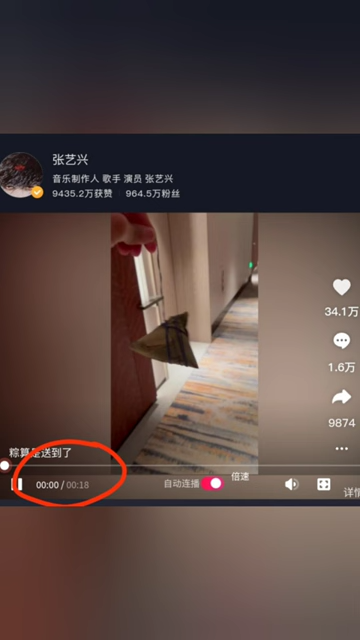 张艺兴
音乐制作人 歌手 演员 张艺兴
9435.2万获赞 964.5万粉丝
34.1万
1.6万
9874
粽算是送到了
00:00 / 00:18
自动连播
倍速
详情